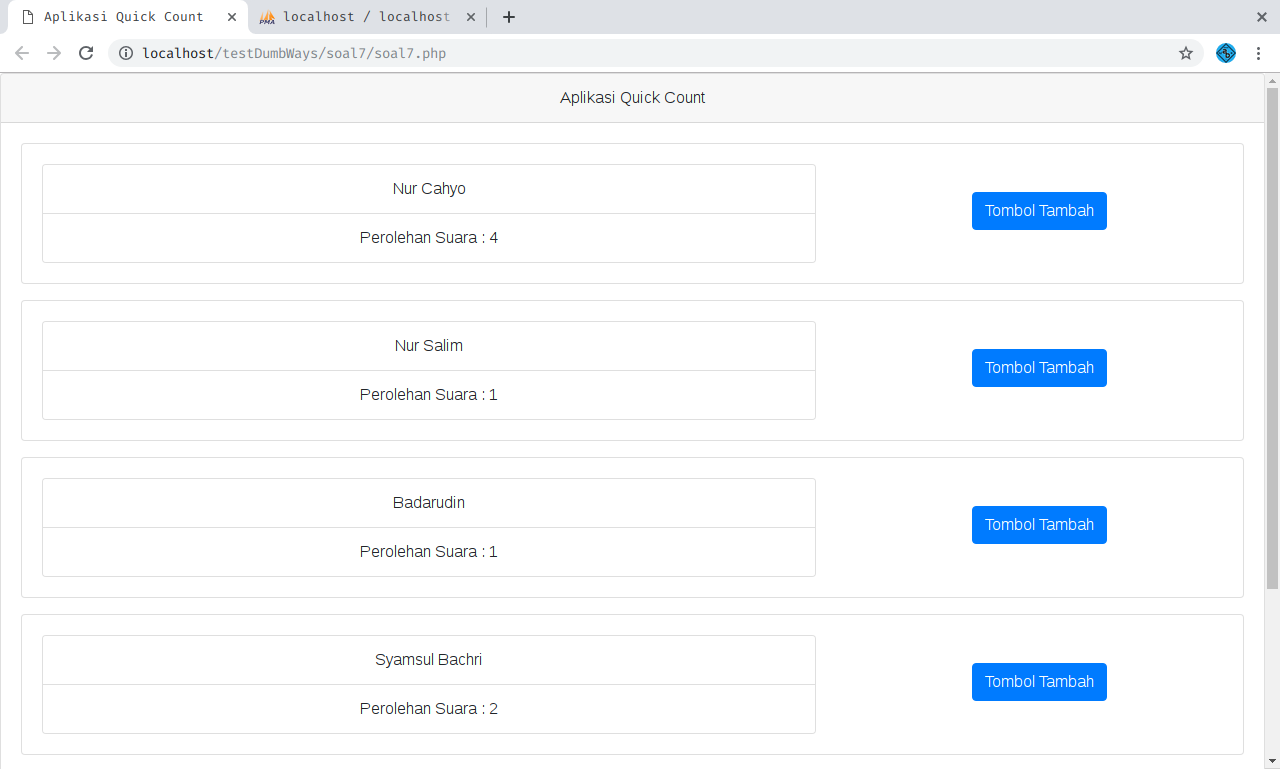 Aplikasi Quick Count
PMA
localhost / localhost
localhost/testDumbWays/soal7/soal7.php
Aplikasi Quick Count
Nur Cahyo
Perolehan Suara : 4
Tombol Tambah
Nur Salim
Perolehan Suara : 1
Tombol Tambah
Badarudin
Perolehan Suara : 1
Tombol Tambah
Syamsul Bachri
Perolehan Suara : 2
Tombol Tambah